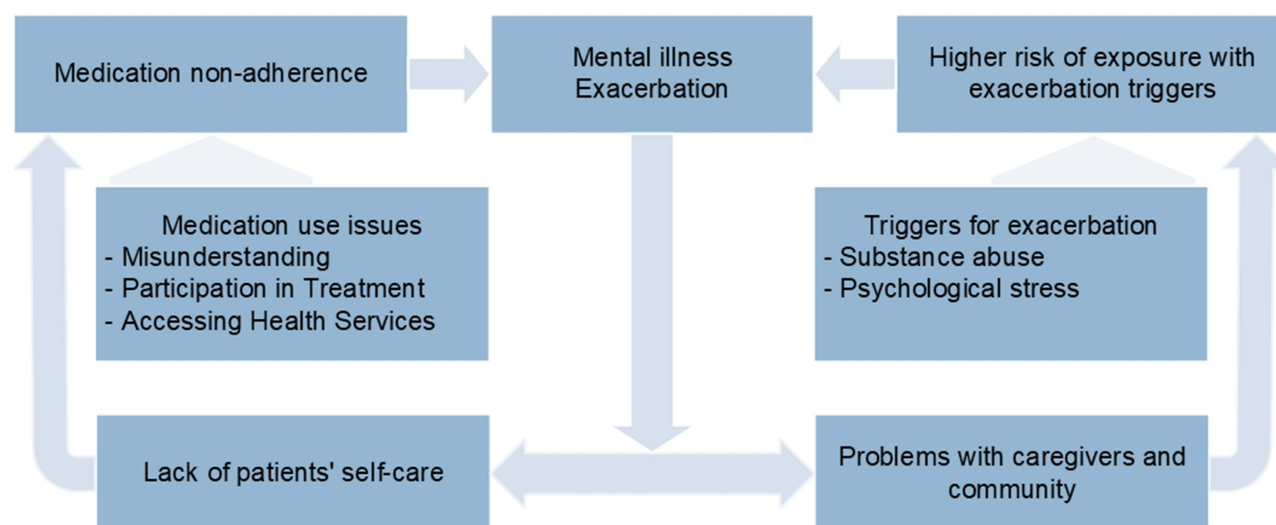 Medication non-adherence
Mental illness
Exacerbation
Higher risk of exposure with
exacerbation triggers
Medication use issues
- Misunderstanding
- Participation in Treatment
- Accessing Health Services
Triggers for exacerbation
- Substance abuse
- Psychological stress
Lack of patients' self-care
Problems with caregivers and
community